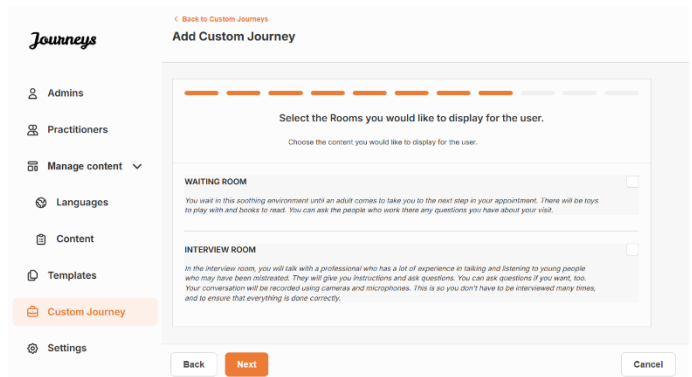 Journeys
Admins
Practitioners
Manage content
Languages
Content
Templates
Custom Journey
Settings
< Back to Custom Journeys
Add Custom Journey
Select the Rooms you would like to display for the user.
Choose the content you would like to display for the user.
WAITING ROOM
You wait in this soothing environment until an adult comes to take you to the next step in your appointment. There will be toys
to play with and books to read. You can ask the people who work there any questions you have about your visit.
INTERVIEW ROOM
In the interview room, you will talk with a professional who has a lot of experience in talking and listening to young people
who may have been mistreated. They will give you instructions and ask questions. You can ask questions if you want, too.
Your conversation will be recorded using cameras and microphones. This is so you don't have to be interviewed many times,
and to ensure that everything is done correctly.
Back
Next
Cancel